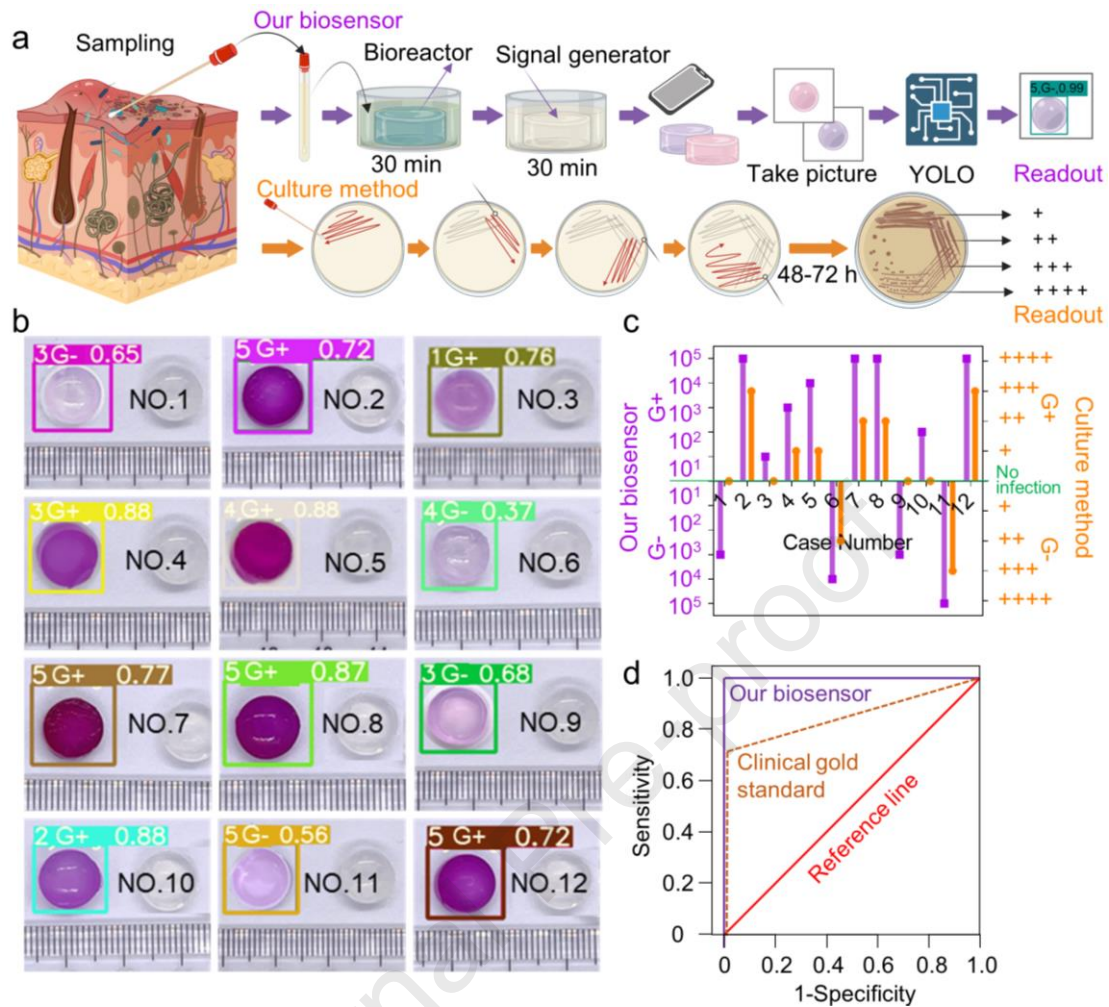 a
Sampling
Our biosensor
Bioreactor
Signal generator
30 min
30 min
Take picture
YOLO
5,G-,0.99
Readout
Culture method
48-72 h
+
+ +
+ + +
+ + + +
Readout
b
3G- 0.65
NO.1
5 G+ 0.72
NO.2
1G+ 0.76
NO.3
3G+ 0.88
NO.4
4G+ 0.88
NO.5
4G- 0.37
NO.6
5 G+ 0.77
NO.7
5G+ 0.87
NO.8
3G- 0.68
NO.9
2,G+ 0.88
NO.10
5G- 0.56
NO.11
5 G+ 0.72
NO.12
c
Our biosensor
G+
G-
10⁵
10⁴
10³
10²
10¹
10¹
10²
10³
10⁴
10⁵
1 2 3 4 5 6 7 8 9 10 11 12
Case Number
++++
+++
++
+
No
infection
+
++
+++
++++
G+
G-
Culture method
d
Sensitivity
1.0
0.8
0.6
0.4
0.2
0
Our biosensor
Clinical gold
standard
Reference line
0 0.2 0.4 0.6 0.8 1.0
1-Specificity